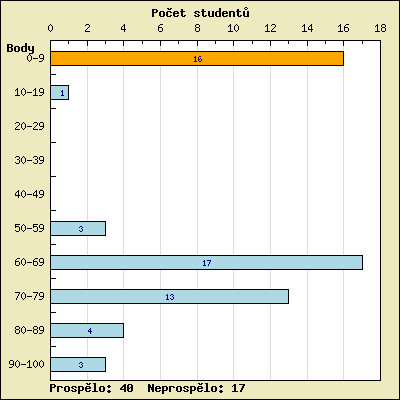 Počet studentů
0 2 4 6 8 10 12 14 16 18
Body
0-9 16
10-19 1
20-29
30-39
40-49
50-59 3
60-69 17
70-79 13
80-89 4
90-100 3
Prospělo: 40 Neprospělo: 17